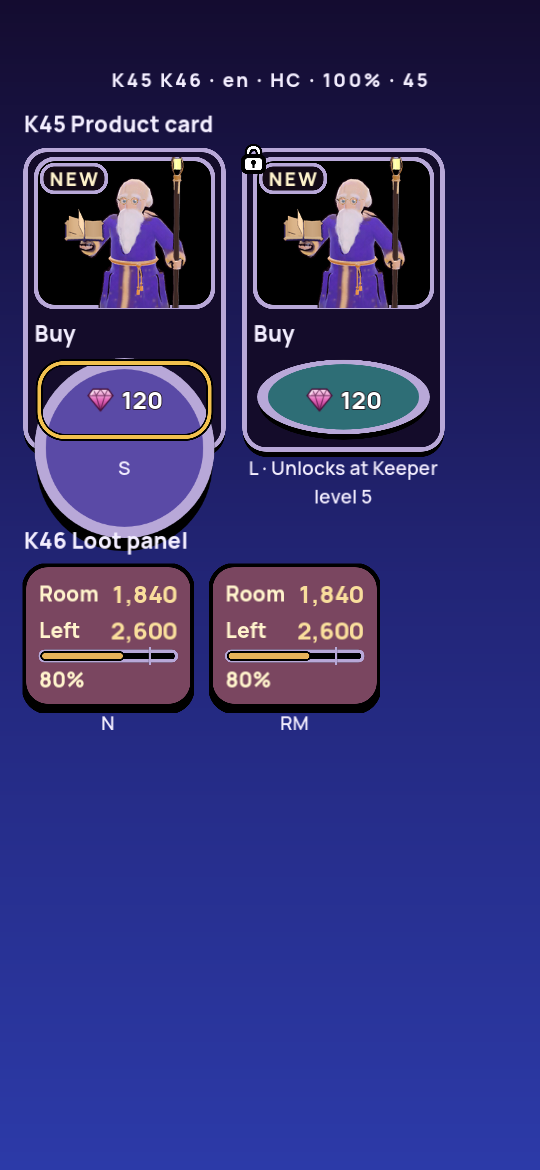 K45 K46 · en · HC · 100% · 45
K45 Product card
NEW
NEW
Buy
Buy
120
120
S
L · Unlocks at Keeper
level 5
K46 Loot panel
Room 1,840
Left 2,600
80%
Room 1,840
Left 2,600
80%
N
RM